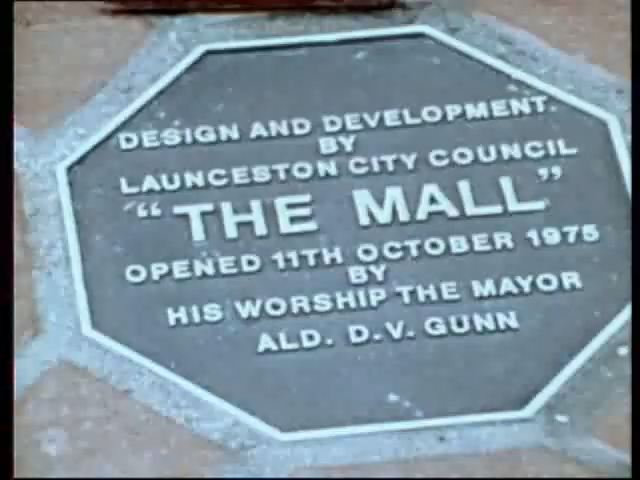 DESIGN AND DEVELOPMENT.
BY
LAUNCESTON CITY COUNCIL
"THE MALL"
OPENED 11TH OCTOBER 1975
BY
HIS WORSHIP THE MAYOR
ALD. D.V. GUNN